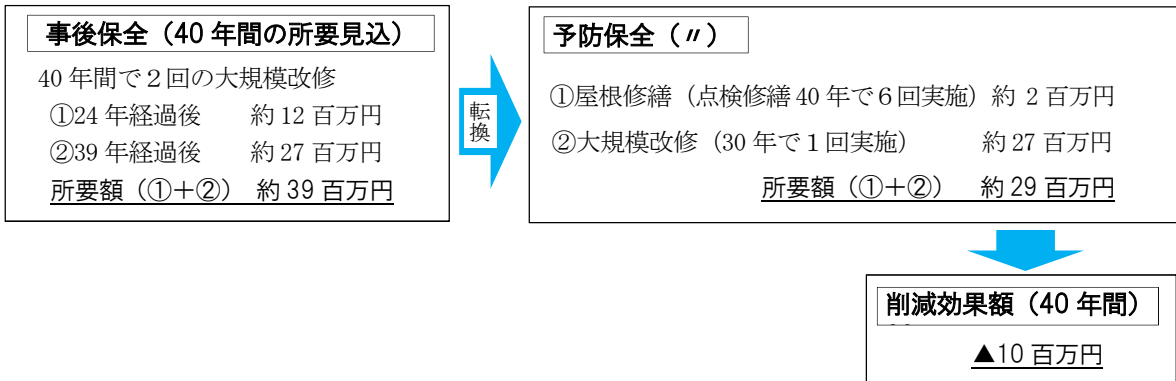 事後保全（40 年間の所要見込）
40 年間で２回の大規模改修
①24 年経過後　　約 12 百万円
②39 年経過後　　約 27 百万円
所要額（①＋②）　約 39 百万円
転換
予防保全（〃）
①屋根修繕（点検修繕 40 年で６回実施）約 2 百万円
②大規模改修（30 年で１回実施）　　　約 27 百万円
所要額（①＋②）　　約 29 百万円
削減効果額（40 年間）
▲10 百万円